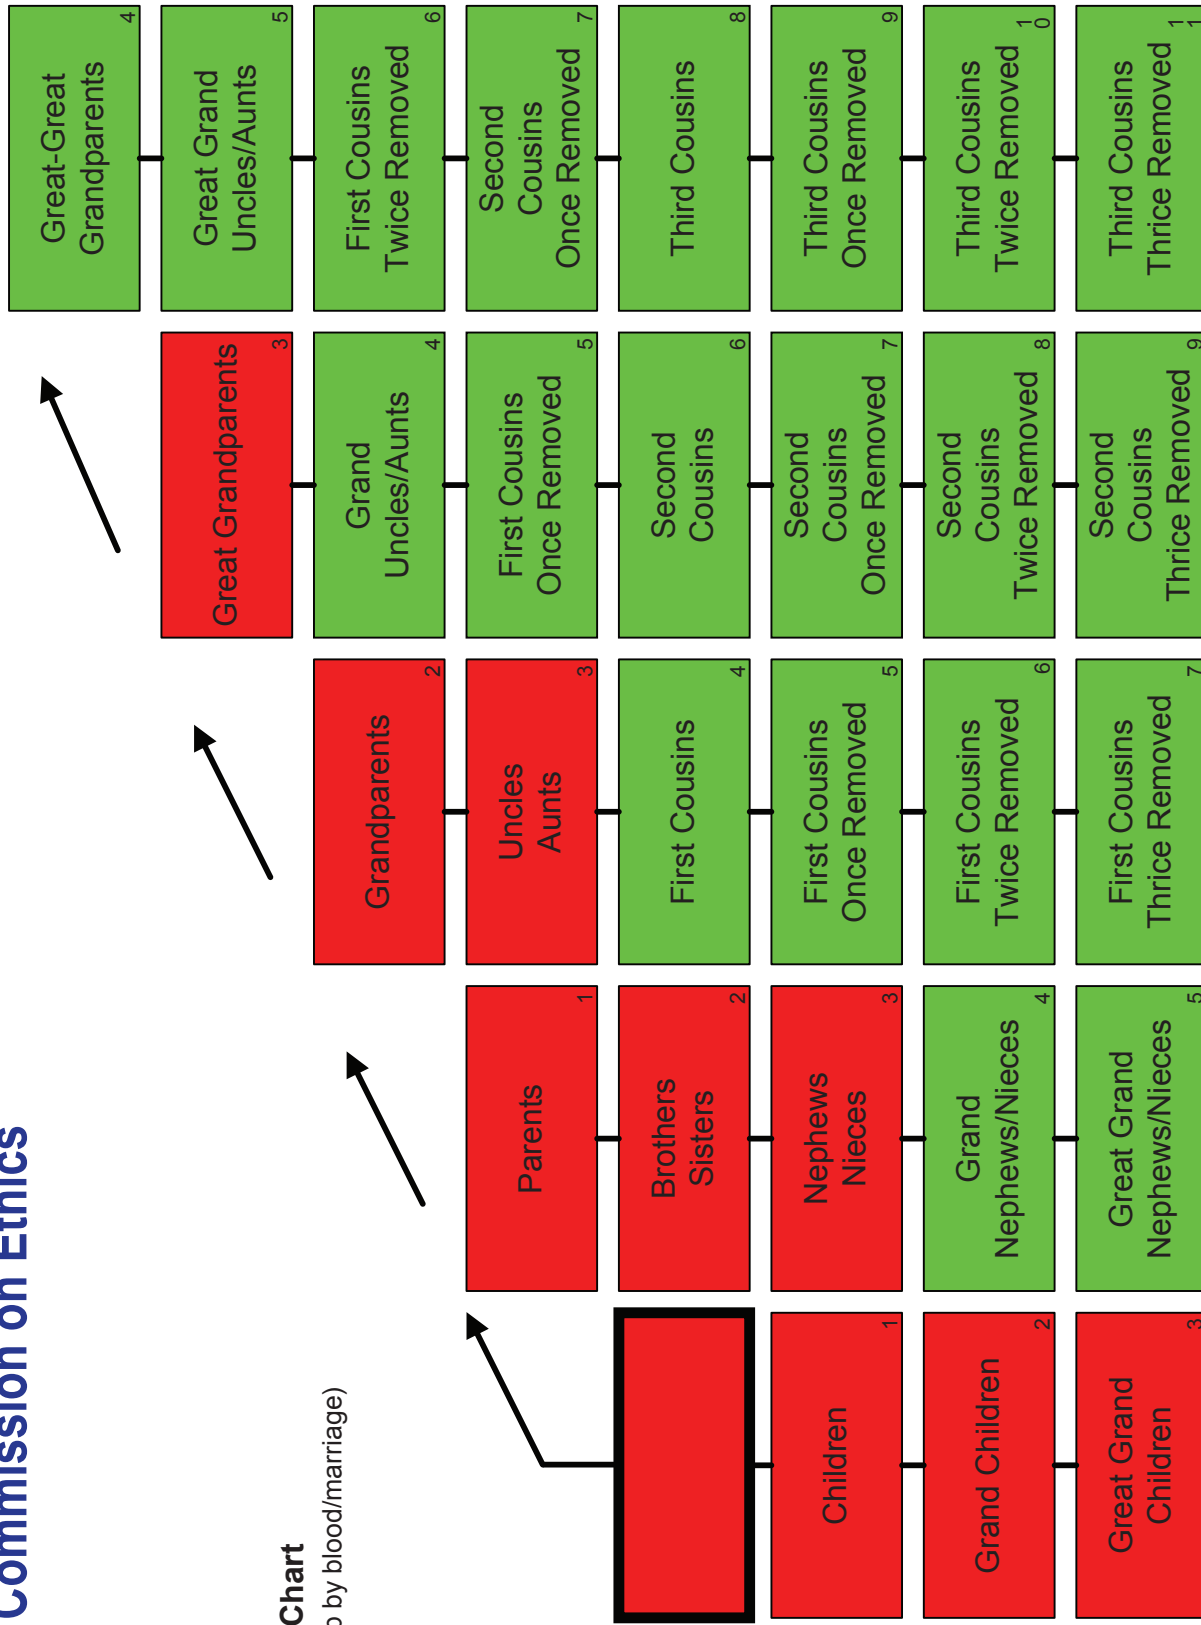 Commission on Ethics
Chart
by blood/marriage)
Children
1
Grand Children
2
Great Grand
Children
3
Parents
1
Brothers
Sisters
2
Nephews
Nieces
3
Grand
Nephews/Nieces
4
Great Grand
Nephews/Nieces
5
Grandparents
2
Uncles
Aunts
3
First Cousins
4
First Cousins
Once Removed
5
First Cousins
Twice Removed
6
First Cousins
Thrice Removed
7
Great Grandparents
3
Grand
Uncles/Aunts
4
First Cousins
Once Removed
5
Second
Cousins
6
Second
Cousins
Once Removed
7
Second
Cousins
Twice Removed
8
Second
Cousins
Thrice Removed
9
Great-Great
Grandparents
4
Great Grand
Uncles/Aunts
5
First Cousins
Twice Removed
6
Second
Cousins
Once Removed
7
Third Cousins
8
Third Cousins
Once Removed
9
Third Cousins
Twice Removed
10
Third Cousins
Thrice Removed
11